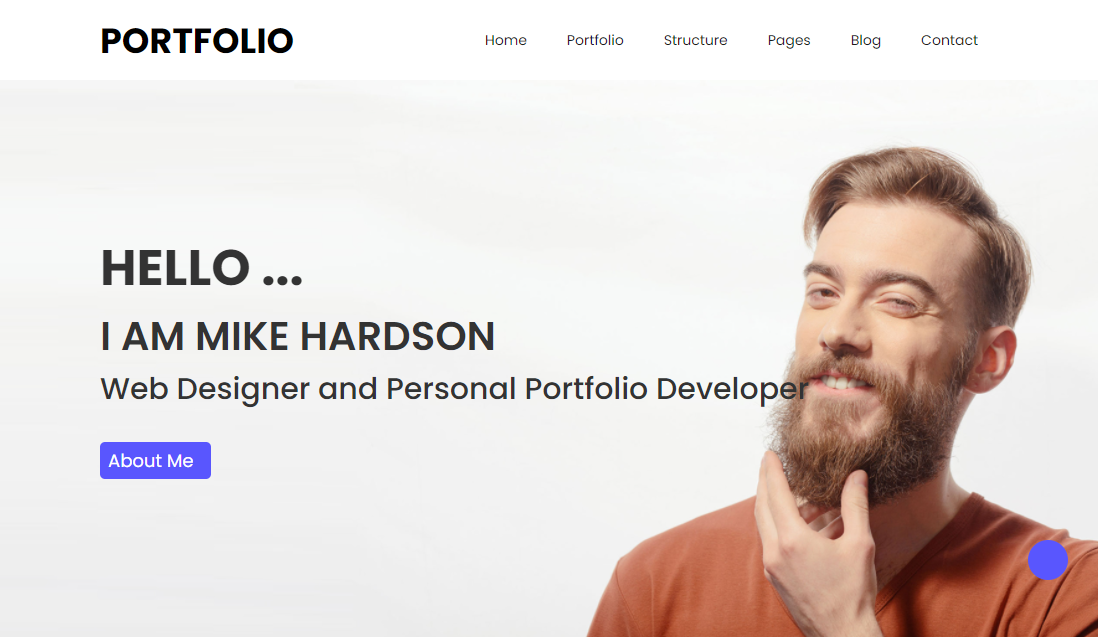 PORTFOLIO
Home Portfolio Structure Pages Blog Contact
HELLO ...
I AM MIKE HARDSON
Web Designer and Personal Portfolio Developer
About Me